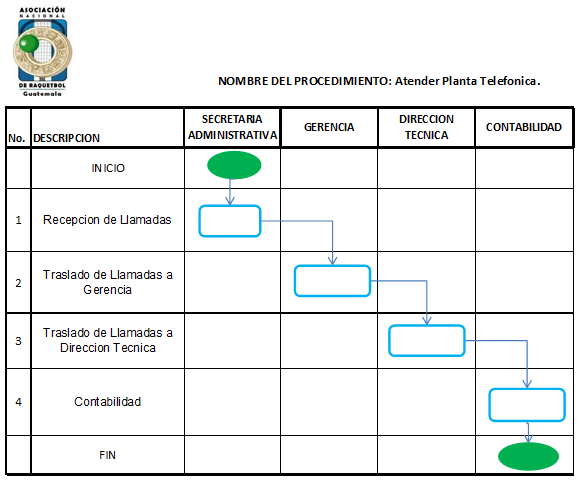 ASOCIACIÓN
NACIONAL
DE RAQUETBOL
Guatemala
NOMBRE DEL PROCEDIMIENTO: Atender Planta Telefonica.
No. DESCRIPCION
SECRETARIA
ADMINISTRATIVA
GERENCIA
DIRECCION
TECNICA
CONTABILIDAD
INICIO
1 Recepcion de Llamadas
2 Traslado de Llamadas a
Gerencia
3 Traslado de Llamadas a
Direccion Tecnica
4 Contabilidad
FIN